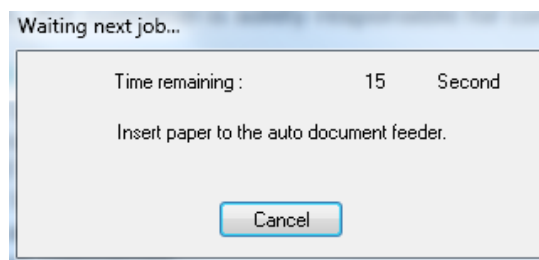 Waiting next job...
Time remaining : 15 Second
Insert paper to the auto document feeder.
Cancel